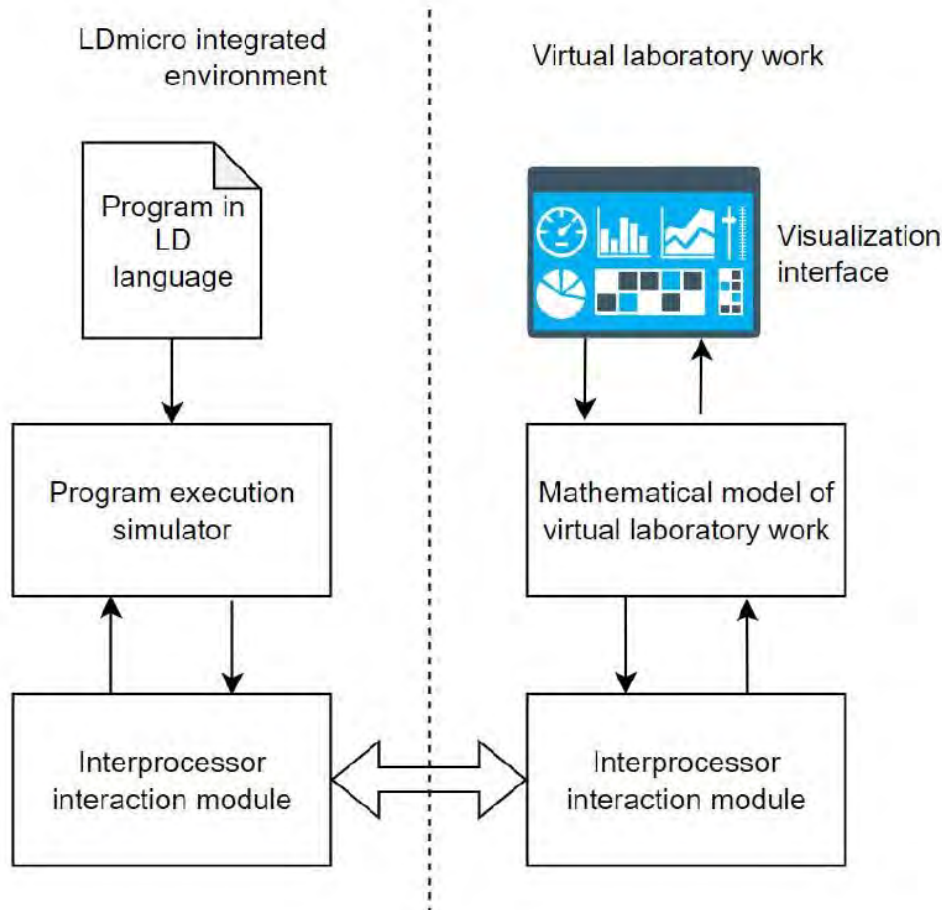 LDmicro integrated
environment
Virtual laboratory work
Program in
LD
language
Visualization
interface
Program execution
simulator
Mathematical model of
virtual laboratory work
Interprocessor
interaction module
Interprocessor
interaction module